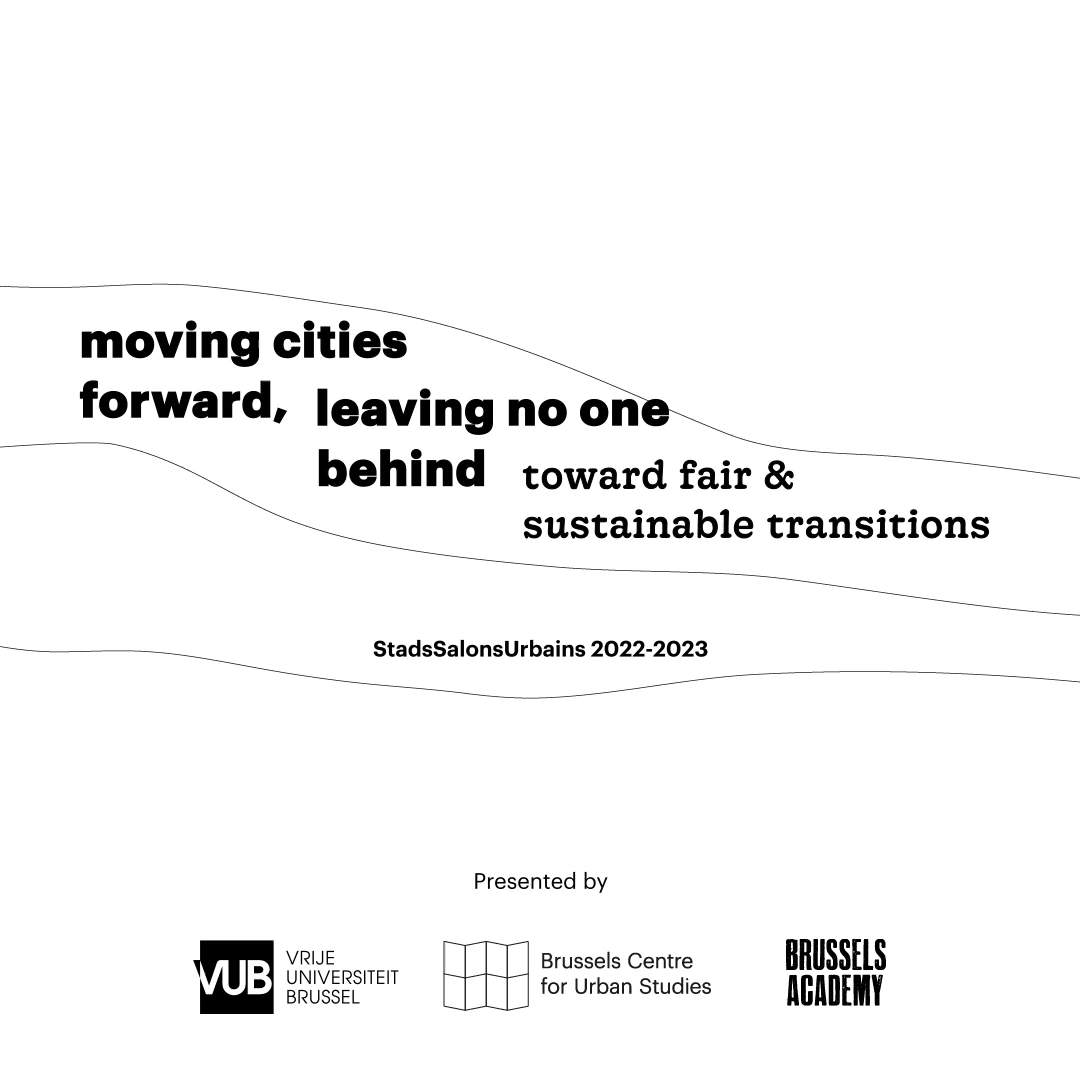 moving cities
forward,
leaving no one
behind
toward fair &
sustainable transitions
StadsSalonsUrbains 2022-2023
Presented by
VUB
VRIJE
UNIVERSITEIT
BRUSSEL
Brussels Centre
for Urban Studies
BRUSSELS
ACADEMY